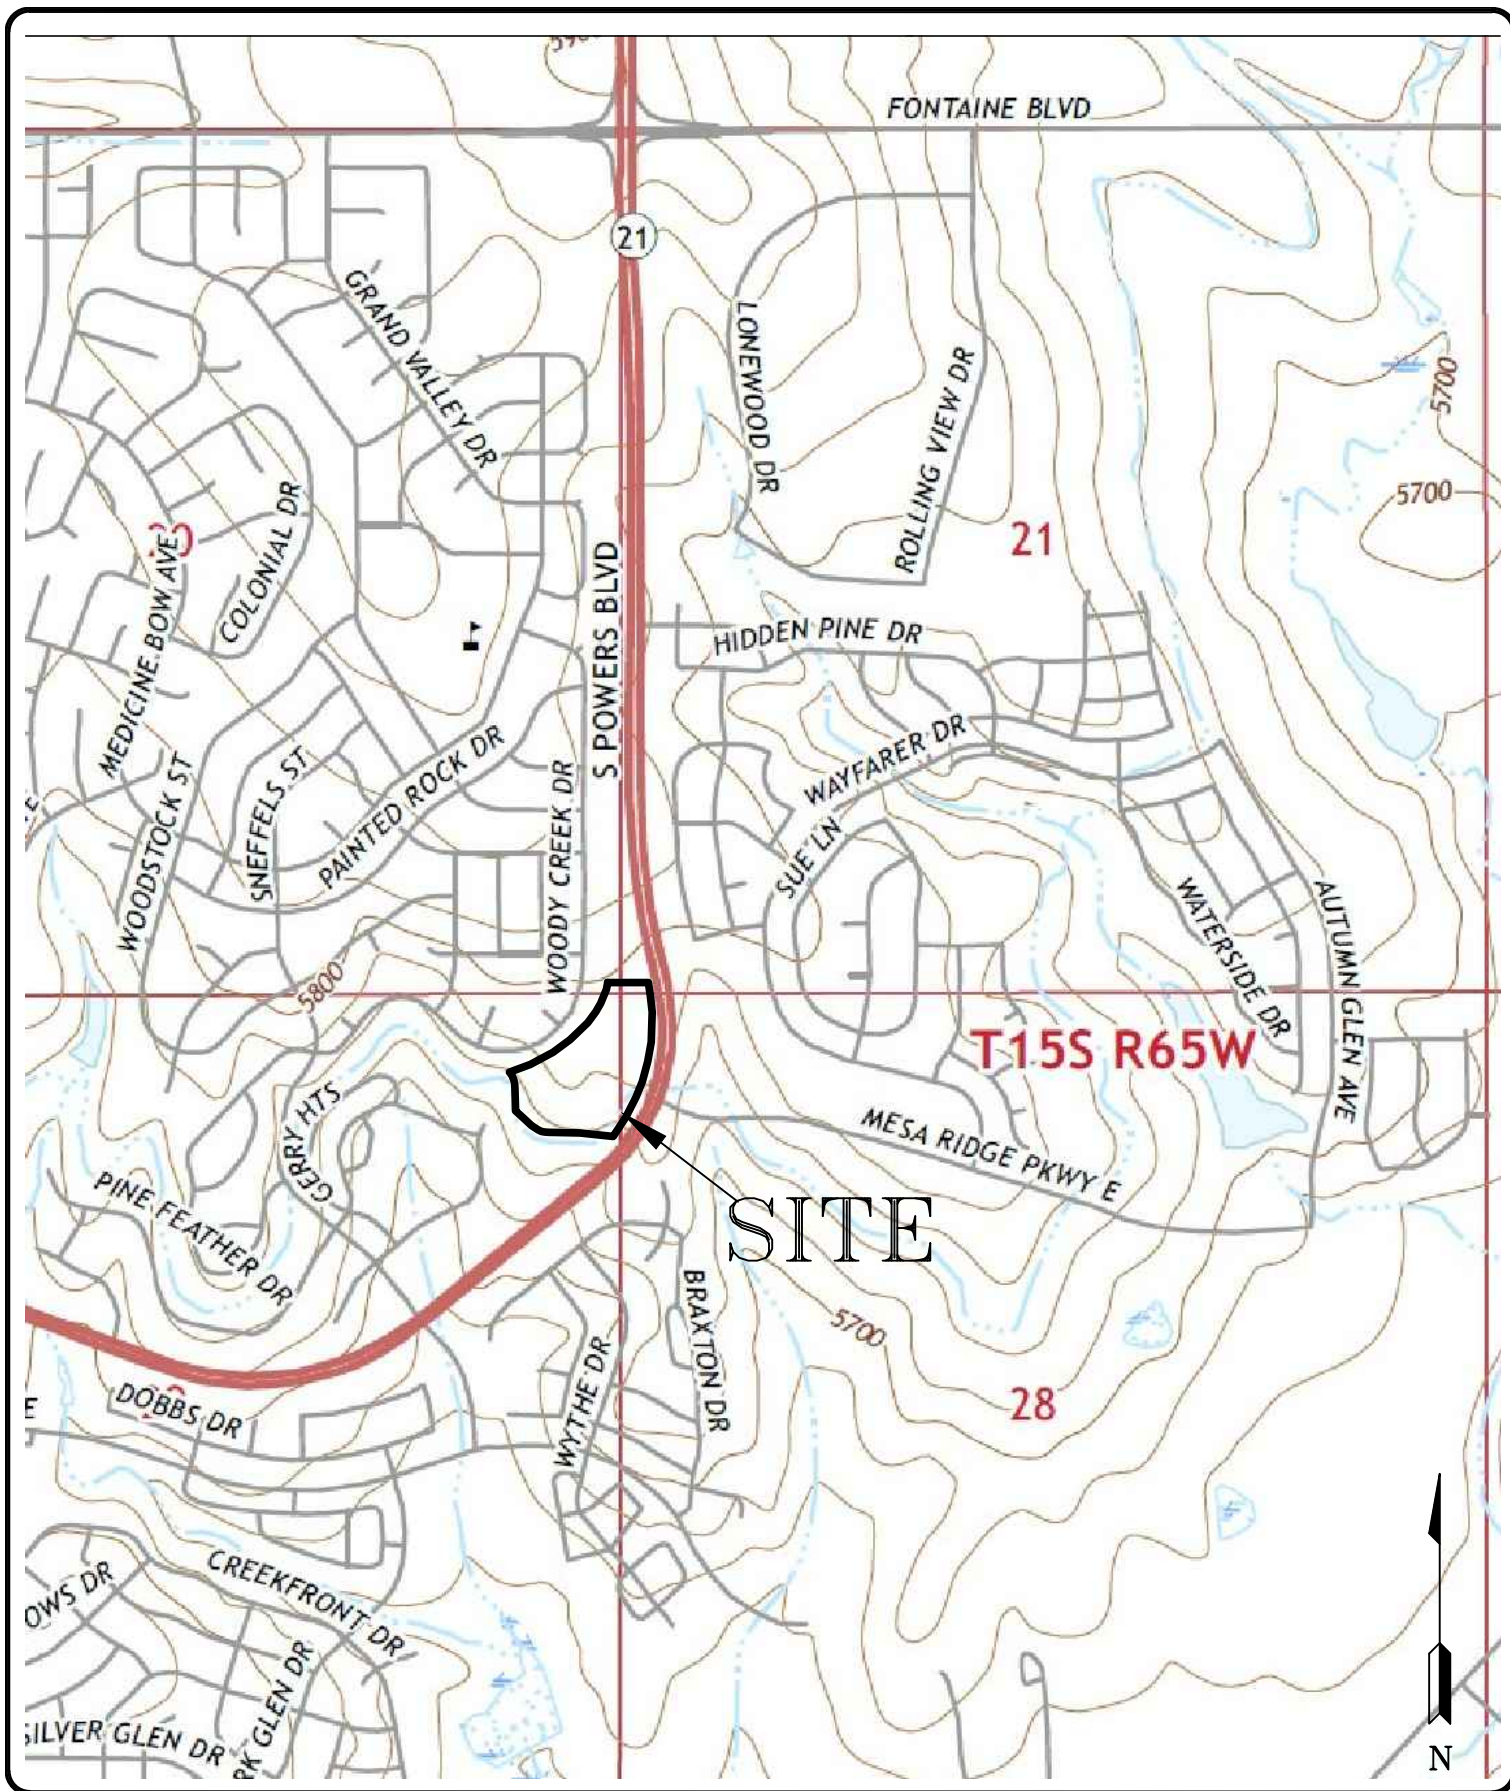 FONTAINE BLVD
21
GRAND VALLEY DR
LONEWOOD DR
ROLLING VIEW DR
5700
5700
COLONIAL DR
21
MEDICINE BOW AVE
S POWERS BLVD
HIDDEN PINE DR
WAYFARER DR
WOODSTOCK ST
SNEFFELS ST
PAINTED ROCK DR
WOODY CREEK DR
SUE LN
WATERSIDE DR
AUTUMN GLEN AVE
5800
T15S R65W
GERRY HTS
MESA RIDGE PKWY E
PINE FEATHER DR
SITE
BRAXTON DR
5700
WYTHE DR
DOBBS DR
E
28
CREEKFRONT DR
OWS DR
RK GLEN DR
SILVER GLEN DR
N